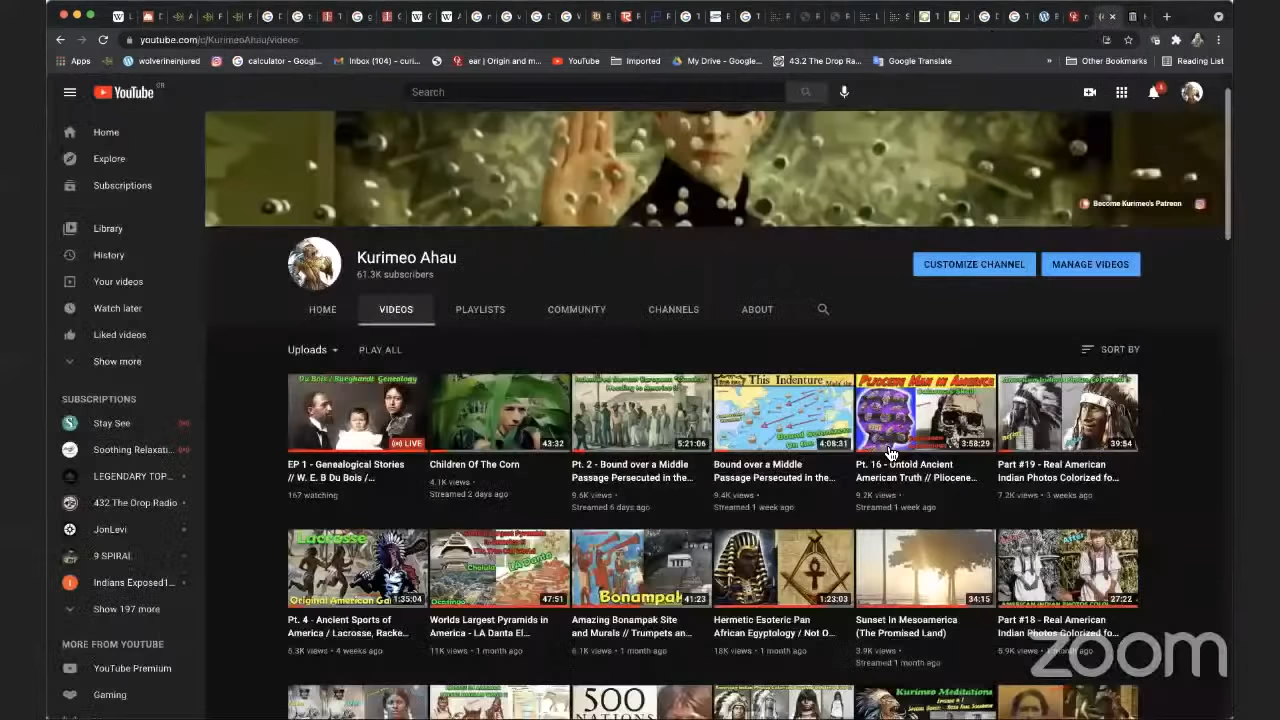 youtube.com/c/KurimeoAhau/videos
Apps
wolverineinjured
calculator - Googl...
Inbox (104) - curi...
ear | Origin and m...
YouTube
Imported
My Drive - Google...
43.2 The Drop Ra...
Google Translate
»
Other Bookmarks
Reading List
YouTube
Search
Home
Explore
Subscriptions
Library
History
Your videos
Watch later
Liked videos
Show more
SUBSCRIPTIONS
Stay See
Soothing Relaxati...
LEGENDARY TOP...
432 The Drop Radio
JonLevi
9 SPIRAL
Indians Exposed1...
Show 197 more
MORE FROM YOUTUBE
YouTube Premium
Gaming
Become Kurimeo's Patreon
Kurimeo Ahau
61.3K subscribers
CUSTOMIZE CHANNEL
MANAGE VIDEOS
HOME
VIDEOS
PLAYLISTS
COMMUNITY
CHANNELS
ABOUT
Uploads
PLAY ALL
SORT BY
Du Bois / Burghardt Genealogy
LIVE
EP 1 - Genealogical Stories
// W. E. B Du Bois /...
167 watching
43:32
Children Of The Corn
4.1K views •
Streamed 2 days ago
5:21:06
Pt. 2 - Bound over a Middle
Passage Persecuted in the...
9.6K views •
Streamed 6 days ago
This Indenture
4:08:31
Bound over a Middle
Passage Persecuted in the...
9.4K views •
Streamed 1 week ago
PLIOCENE MAN IN AMERICA
3:58:29
Pt. 16 - Untold Ancient
American Truth // Pliocene...
9.2K views •
Streamed 1 week ago
39:54
Part #19 - Real American
Indian Photos Colorized fo...
7.2K views • 3 weeks ago
Lacrosse
Original American Ga
1:35:04
Pt. 4 - Ancient Sports of
America / Lacrosse, Racke...
6.3K views • 4 weeks ago
Cholula
La Danta
47:51
Worlds Largest Pyramids in
America - LA Danta El...
11K views • 1 month ago
Bonampak
41:23
Amazing Bonampak Site
and Murals // Trumpets an...
6.1K views • 1 month ago
1:23:03
Hermetic Esoteric Pan
African Egyptology / Not O...
18K views • 1 month ago
34:15
Sunset In Mesoamerica
(The Promised Land)
3.9K views •
Streamed 1 month ago
After
27:22
Part #18 - Real American
Indian Photos Colorized fo...
5.9K views • 1 month ago
500
NATIONS
Kurimeo Meditations
zoom